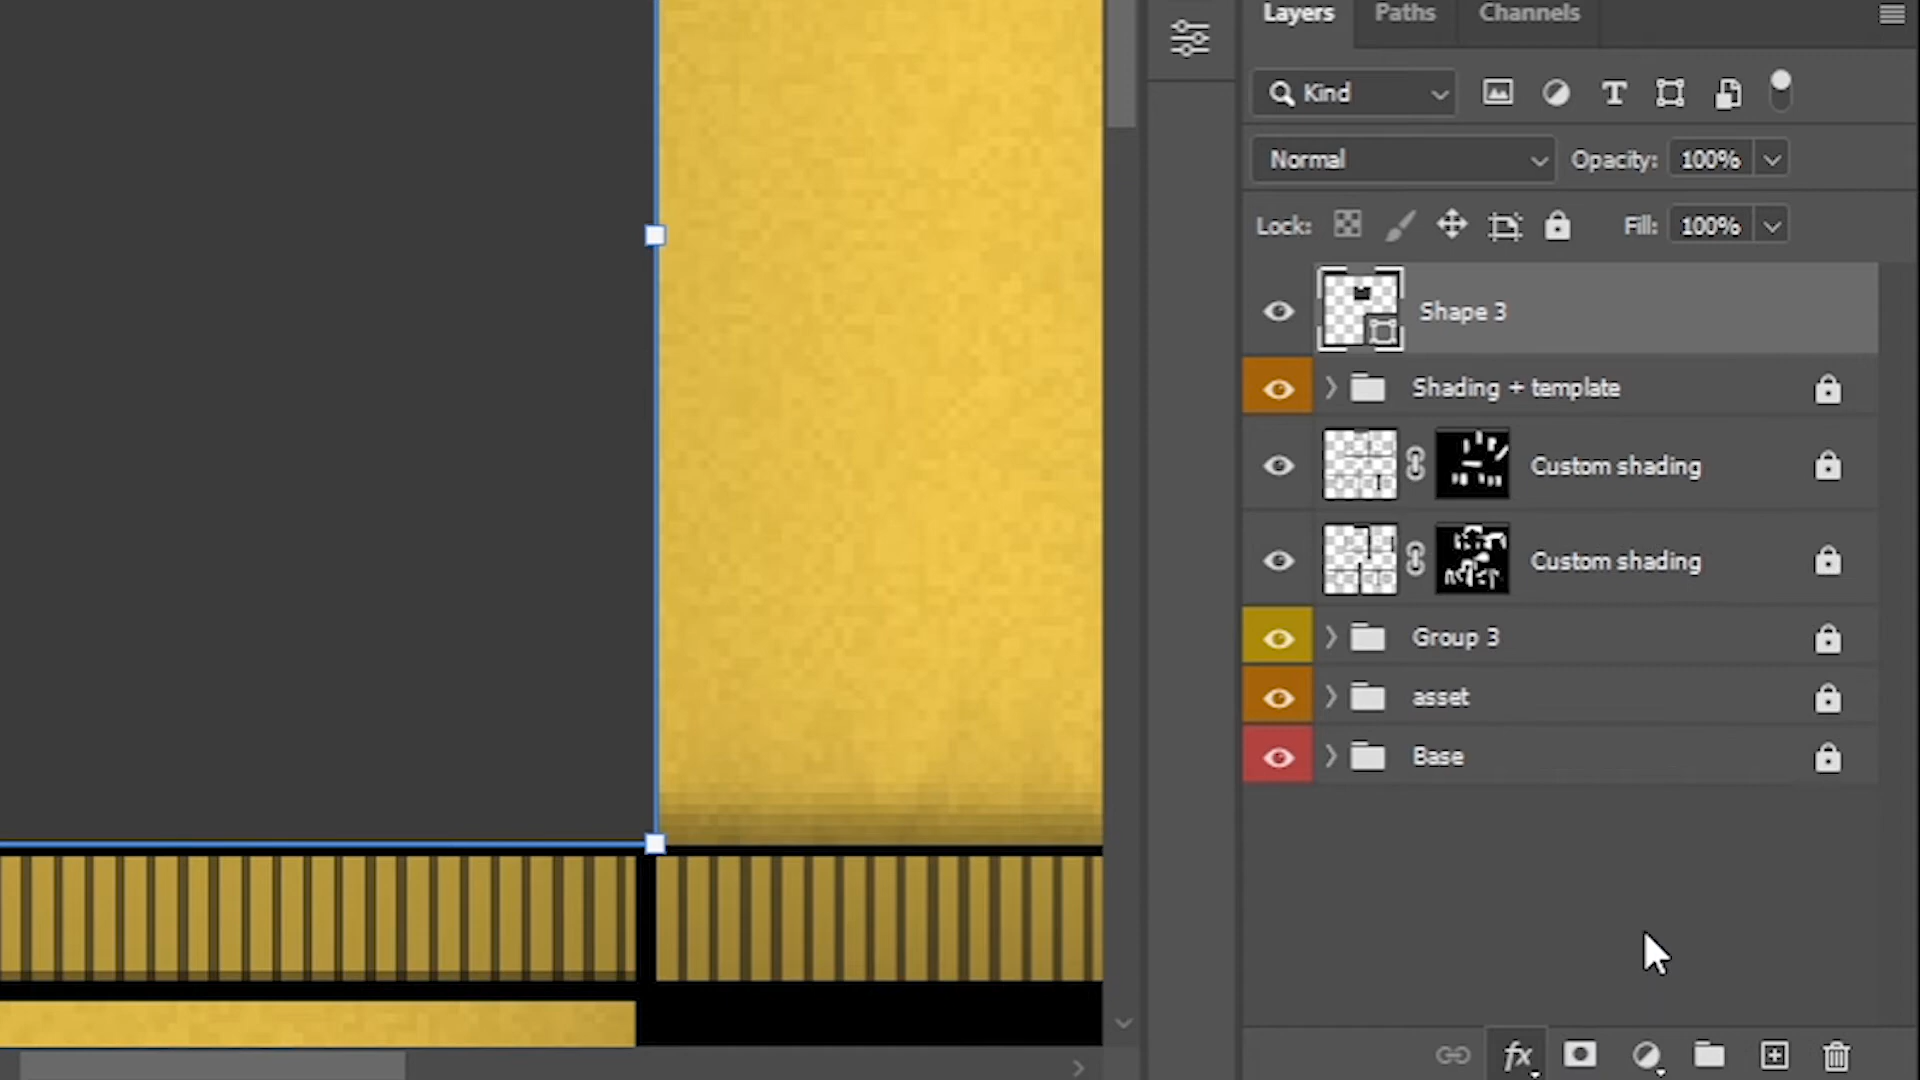 Layers Paths Channels
Kind
Normal Opacity: 100%
Lock: Fill: 100%
Shape 3
Shading + template
Custom shading
Custom shading
Group 3
asset
Base
fx